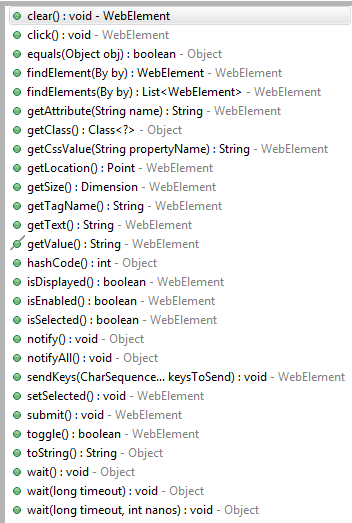 clear() : void - WebElement
click() : void - WebElement
equals(Object obj) : boolean - Object
findElement(By by) : WebElement - WebElement
findElements(By by) : List<WebElement> - WebElement
getAttribute(String name) : String - WebElement
getClass() : Class<?> - Object
getCssValue(String propertyName) : String - WebElement
getLocation() : Point - WebElement
getSize() : Dimension - WebElement
getTagName() : String - WebElement
getText() : String - WebElement
getValue() : String - WebElement
hashCode() : int - Object
isDisplayed() : boolean - WebElement
isEnabled() : boolean - WebElement
isSelected() : boolean - WebElement
notify() : void - Object
notifyAll() : void - Object
sendKeys(CharSequence... keysToSend) : void - WebElement
setSelected() : void - WebElement
submit() : void - WebElement
toggle() : boolean - WebElement
toString() : String - Object
wait() : void - Object
wait(long timeout) : void - Object
wait(long timeout, int nanos) : void - Object